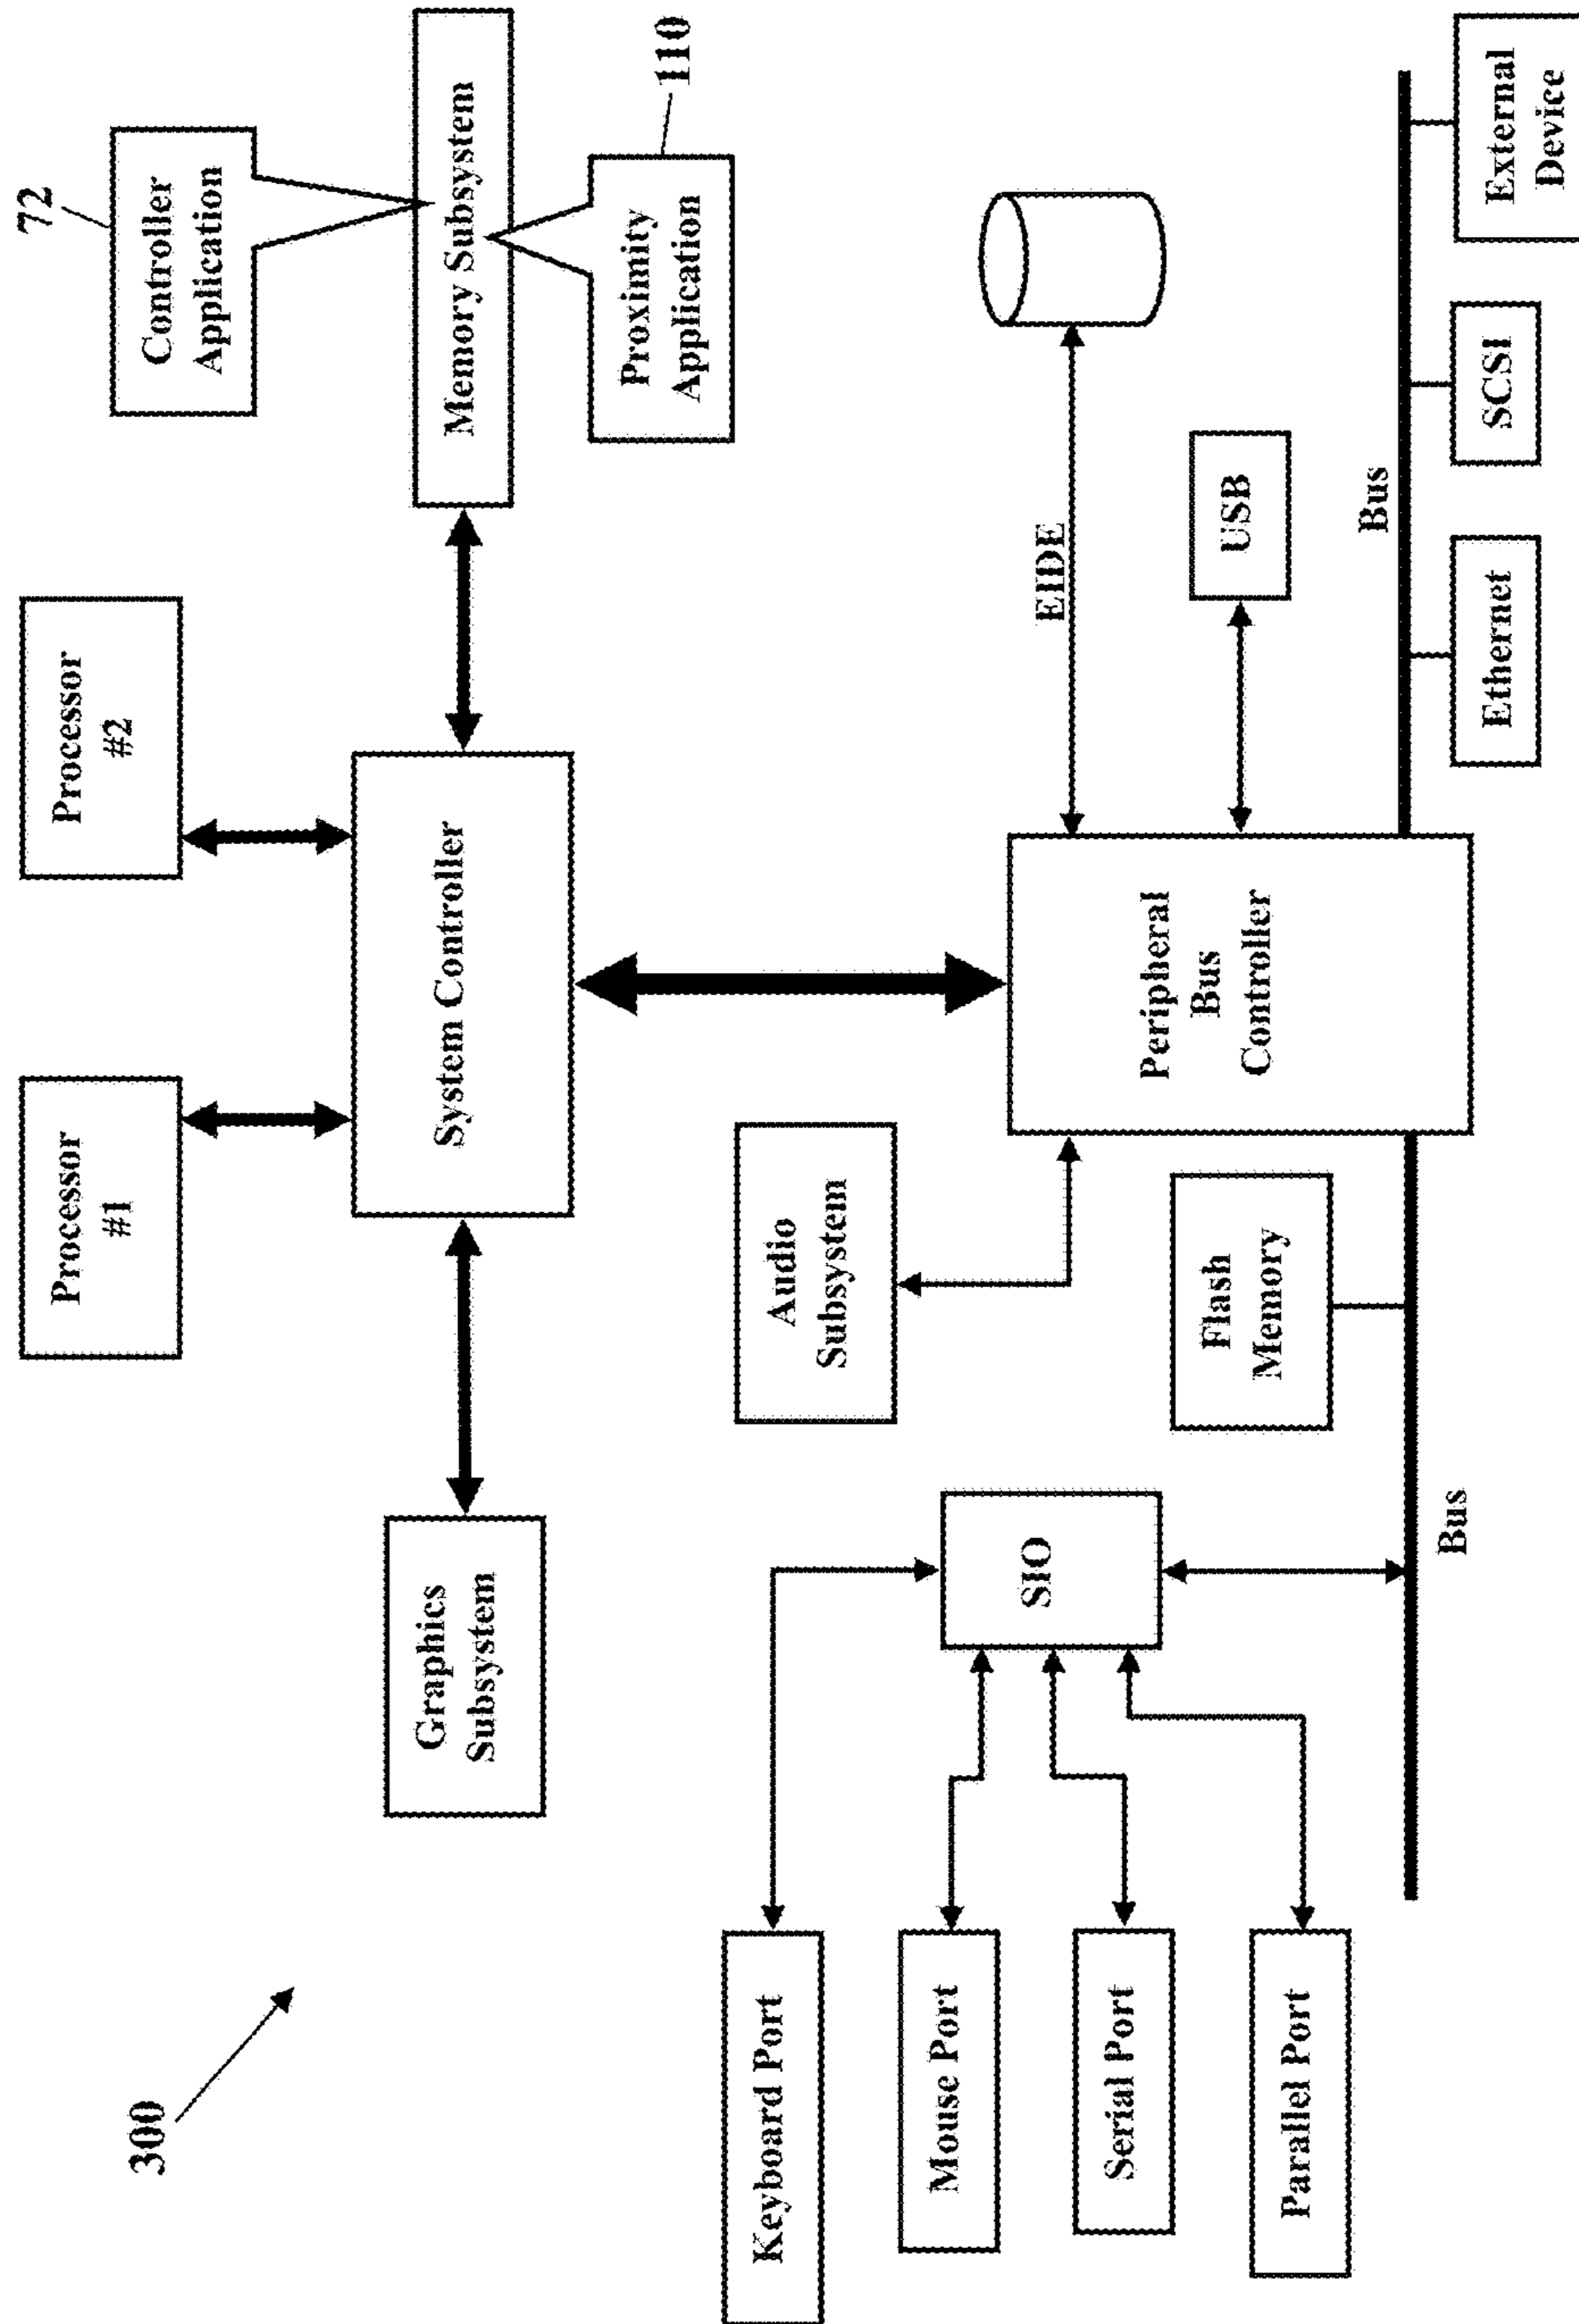 300
72
Processor
#1
Processor
#2
Controller
Application
Graphics
Subsystem
System Controller
Memory Subsystem
Proximity
Application
110
Keyboard Port
Mouse Port
Serial Port
Parallel Port
SIO
Audio
Subsystem
Flash
Memory
Peripheral
Bus
Controller
EIDE
USB
Bus
Bus
Ethernet
SCSI
External
Device